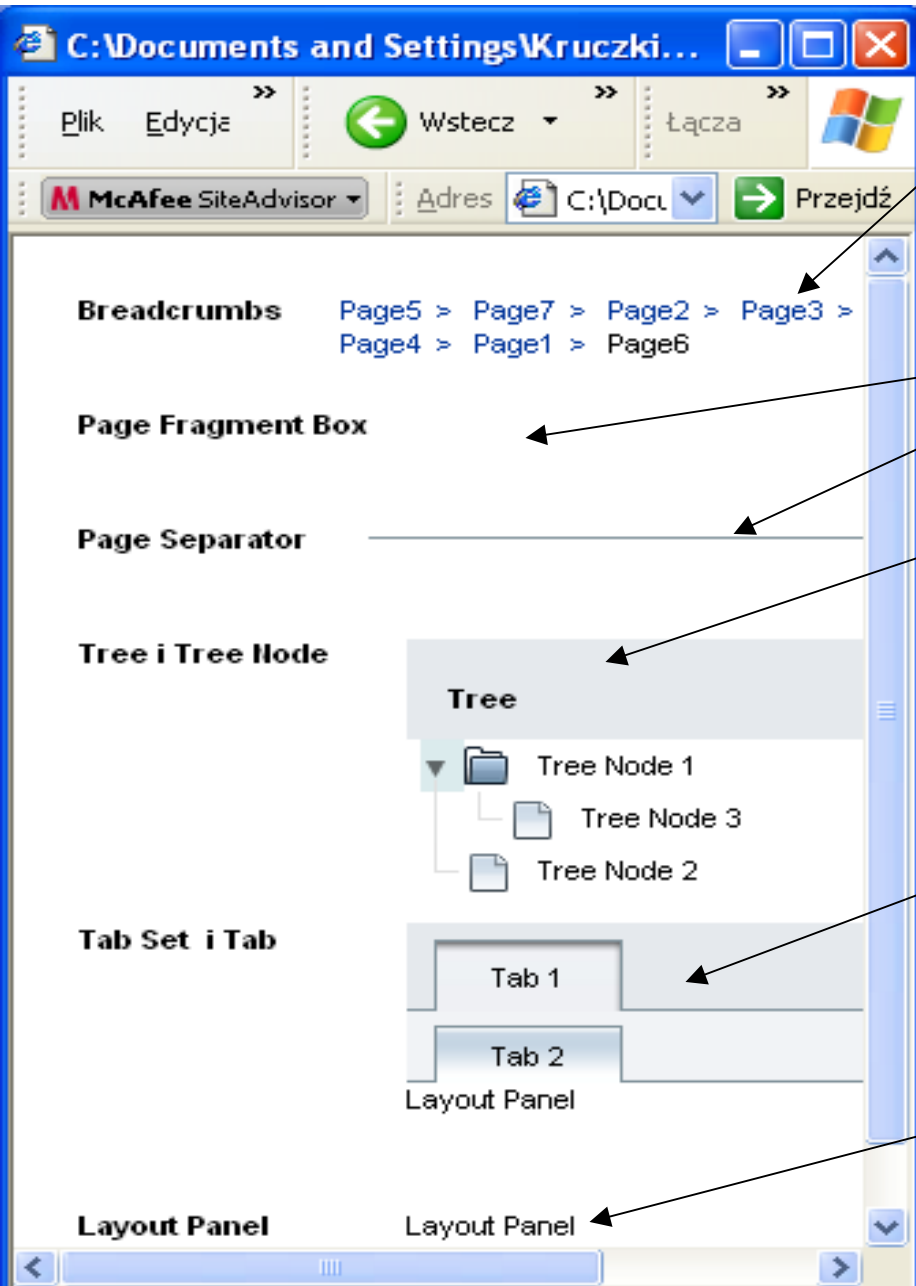 C:\Documents and Settings\Kruczki...
Plik Edycja Wstecz Łącza
McAfee SiteAdvisor Adres C:\Docu Przejdź
Breadcrumbs Page5 > Page7 > Page2 > Page3 >
Page4 > Page1 > Page6
Page Fragment Box
Page Separator
Tree i Tree Node
Tree
Tree Node 1
Tree Node 3
Tree Node 2
Tab Set i Tab
Tab 1
Tab 2
Layout Panel
Layout Panel Layout Panel